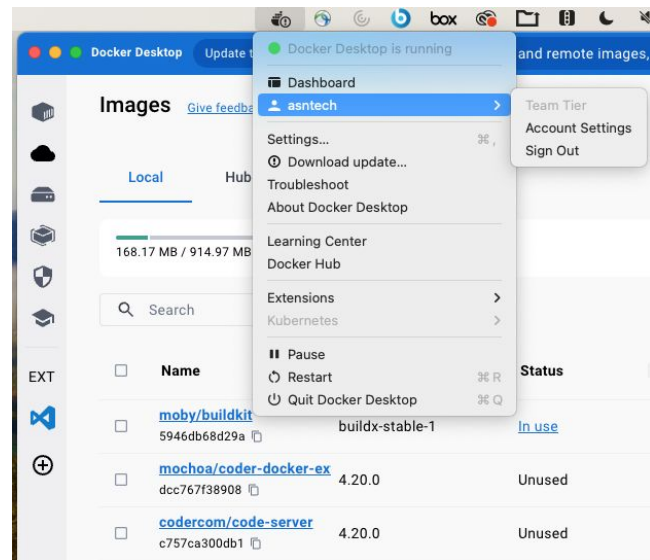 box
Docker Desktop
Update t
and remote images,
Docker Desktop is running
Dashboard
asntech
Team Tier
Account Settings
Sign Out
Settings...
⌘ ,
Download update...
Troubleshoot
About Docker Desktop
Learning Center
Docker Hub
Extensions
Kubernetes
Pause
Restart
⌘ R
Quit Docker Desktop
⌘ Q
Images
Give feedba
Local
Hub
168.17 MB / 914.97 MB
Search
EXT
Name
Status
moby/buildkit
5946db68d29a
buildx-stable-1
In use
mochoa/coder-docker-ex
dcc767f38908
4.20.0
Unused
codercom/code-server
c757ca300db1
4.20.0
Unused